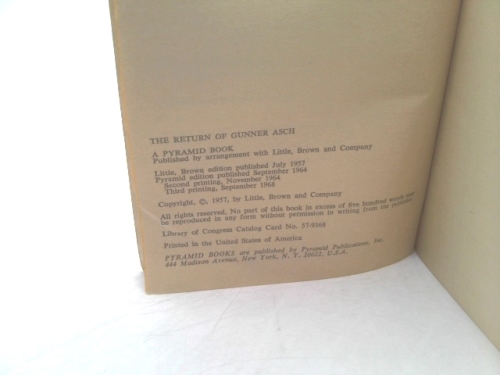 THE RETURN OF GUNNER ASCH
A PYRAMID BOOK
Published by arrangement with Little, Brown and Company
Little, Brown edition published July 1957
Pyramid edition published September 1964
Second printing, November 1964
Third printing, September 1968
Copyright, ©, 1957, by Little, Brown and Company
All rights reserved. No part of this book in excess of five hundred words may
be reproduced in any form without permission in writing from the publisher.
Library of Congress Catalog Card No. 57-9368
Printed in the United States of America
PYRAMID BOOKS are published by Pyramid Publications, Inc.
444 Madison Avenue, New York, N. Y. 10022, U.S.A.